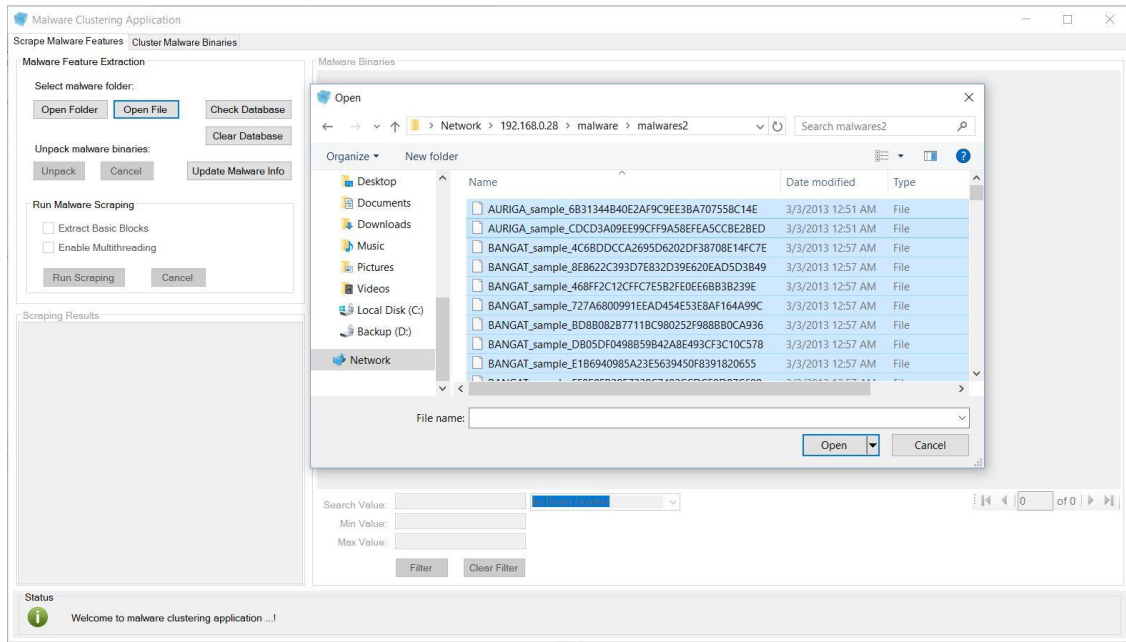 Malware Clustering Application
Scrape Malware Features Cluster Malware Binaries
Malware Feature Extraction
Select malware folder:
Open Folder Open File Check Database
Clear Database
Unpack malware binaries:
Unpack Cancel Update Malware Info
Run Malware Scraping
Extract Basic Blocks
Enable Multithreading
Run Scraping Cancel
Scraping Results
Malware Binaries
Open
> Network > 192.168.0.28 > malware > malwares2 Search malwares2
Organize New folder
Desktop
Documents
Downloads
Music
Pictures
Videos
Local Disk (C:)
Backup (D:)
Network
Name Date modified Type
AURIGA_sample_6B31344B40E2AF9C9EE3BA707558C14E 3/3/2013 12:51 AM File
AURIGA_sample_CDCD3A09EE99CFF9A58EFEA5CCBE2BED 3/3/2013 12:51 AM File
BANGAT_sample_4C6BDDCCA2695D6202DF38708E14FC7E 3/3/2013 12:57 AM File
BANGAT_sample_8E8622C393D7E832D39E620EAD5D3B49 3/3/2013 12:57 AM File
BANGAT_sample_468FF2C12CFFC7E5B2FE0EE6BB3B239E 3/3/2013 12:57 AM File
BANGAT_sample_727A6800991EEAD454E53E8AF164A99C 3/3/2013 12:57 AM File
BANGAT_sample_BD8B082B7711BC980252F988BB0CA936 3/3/2013 12:57 AM File
BANGAT_sample_DB05DF0498B59B42A8E493CF3C10C578 3/3/2013 12:57 AM File
BANGAT_sample_E1B6940985A23E5639450F8391820655 3/3/2013 12:57 AM File
File name:
Open Cancel
Search Value:
Min Value:
Max Value:
Filter Clear Filter
0 of 0
Status
Welcome to malware clustering application ...!